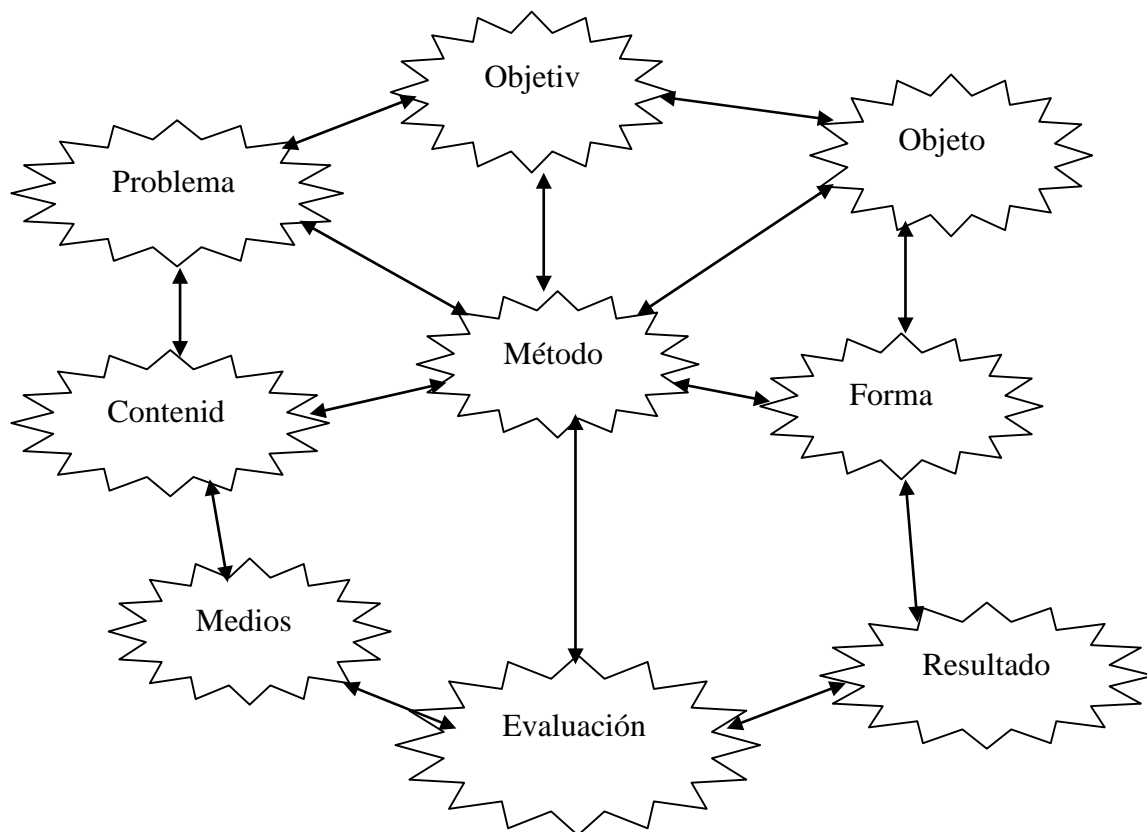 Objetiv
Objeto
Problema
Método
Forma
Contenid
Medios
Resultado
Evaluación